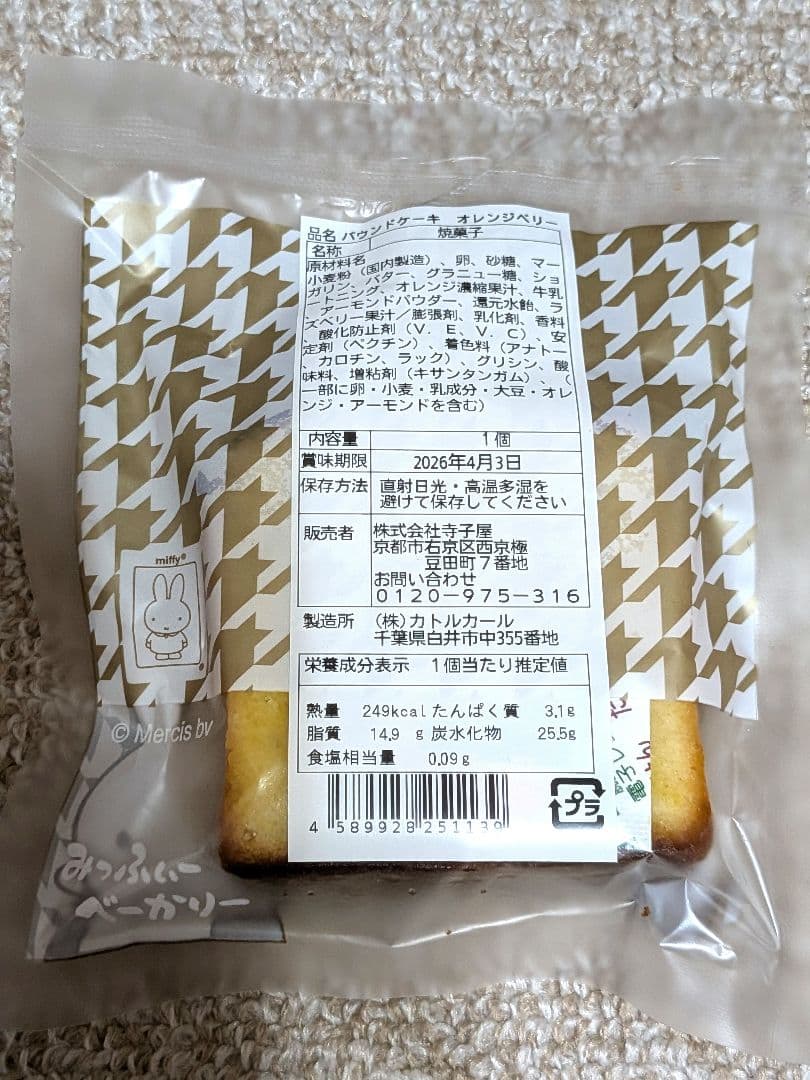 品名 パウンドケーキ オレンジベリー
名称 焼菓子
原材料名
小麦粉(国内製造)、卵、砂糖、マー
ガリン、バター、グラニュー糖、ショ
ートニング、オレンジ濃縮果汁、牛乳
、アーモンドパウダー、還元水飴、ラ
ズベリー果汁/膨張剤、乳化剤、香料
、酸化防止剤(V.E、V.C)、安
定剤(ペクチン)、着色料(アナトー
、カロチン、ラック)、グリシン、酸
味料、増粘剤(キサンタンガム)、(
一部に卵・小麦・乳成分・大豆・オレ
ンジ・アーモンドを含む)
内容量 1個
賞味期限 2026年4月3日
保存方法 直射日光・高温多湿を
避けて保存してください
販売者 株式会社寺子屋
京都市右京区西京極
豆田町7番地
お問い合わせ
0120-975-316
製造所 (株)カトルカール
千葉県白井市中355番地
栄養成分表示 1個当たり推定値
熱量 249kcal たんぱく質 3.1g
脂質 14.9 g 炭水化物 25.5g
食塩相当量 0.09g
4 589928 251139
プラ
miffy®
© Mercis bv
みっふぃー
べーかりー